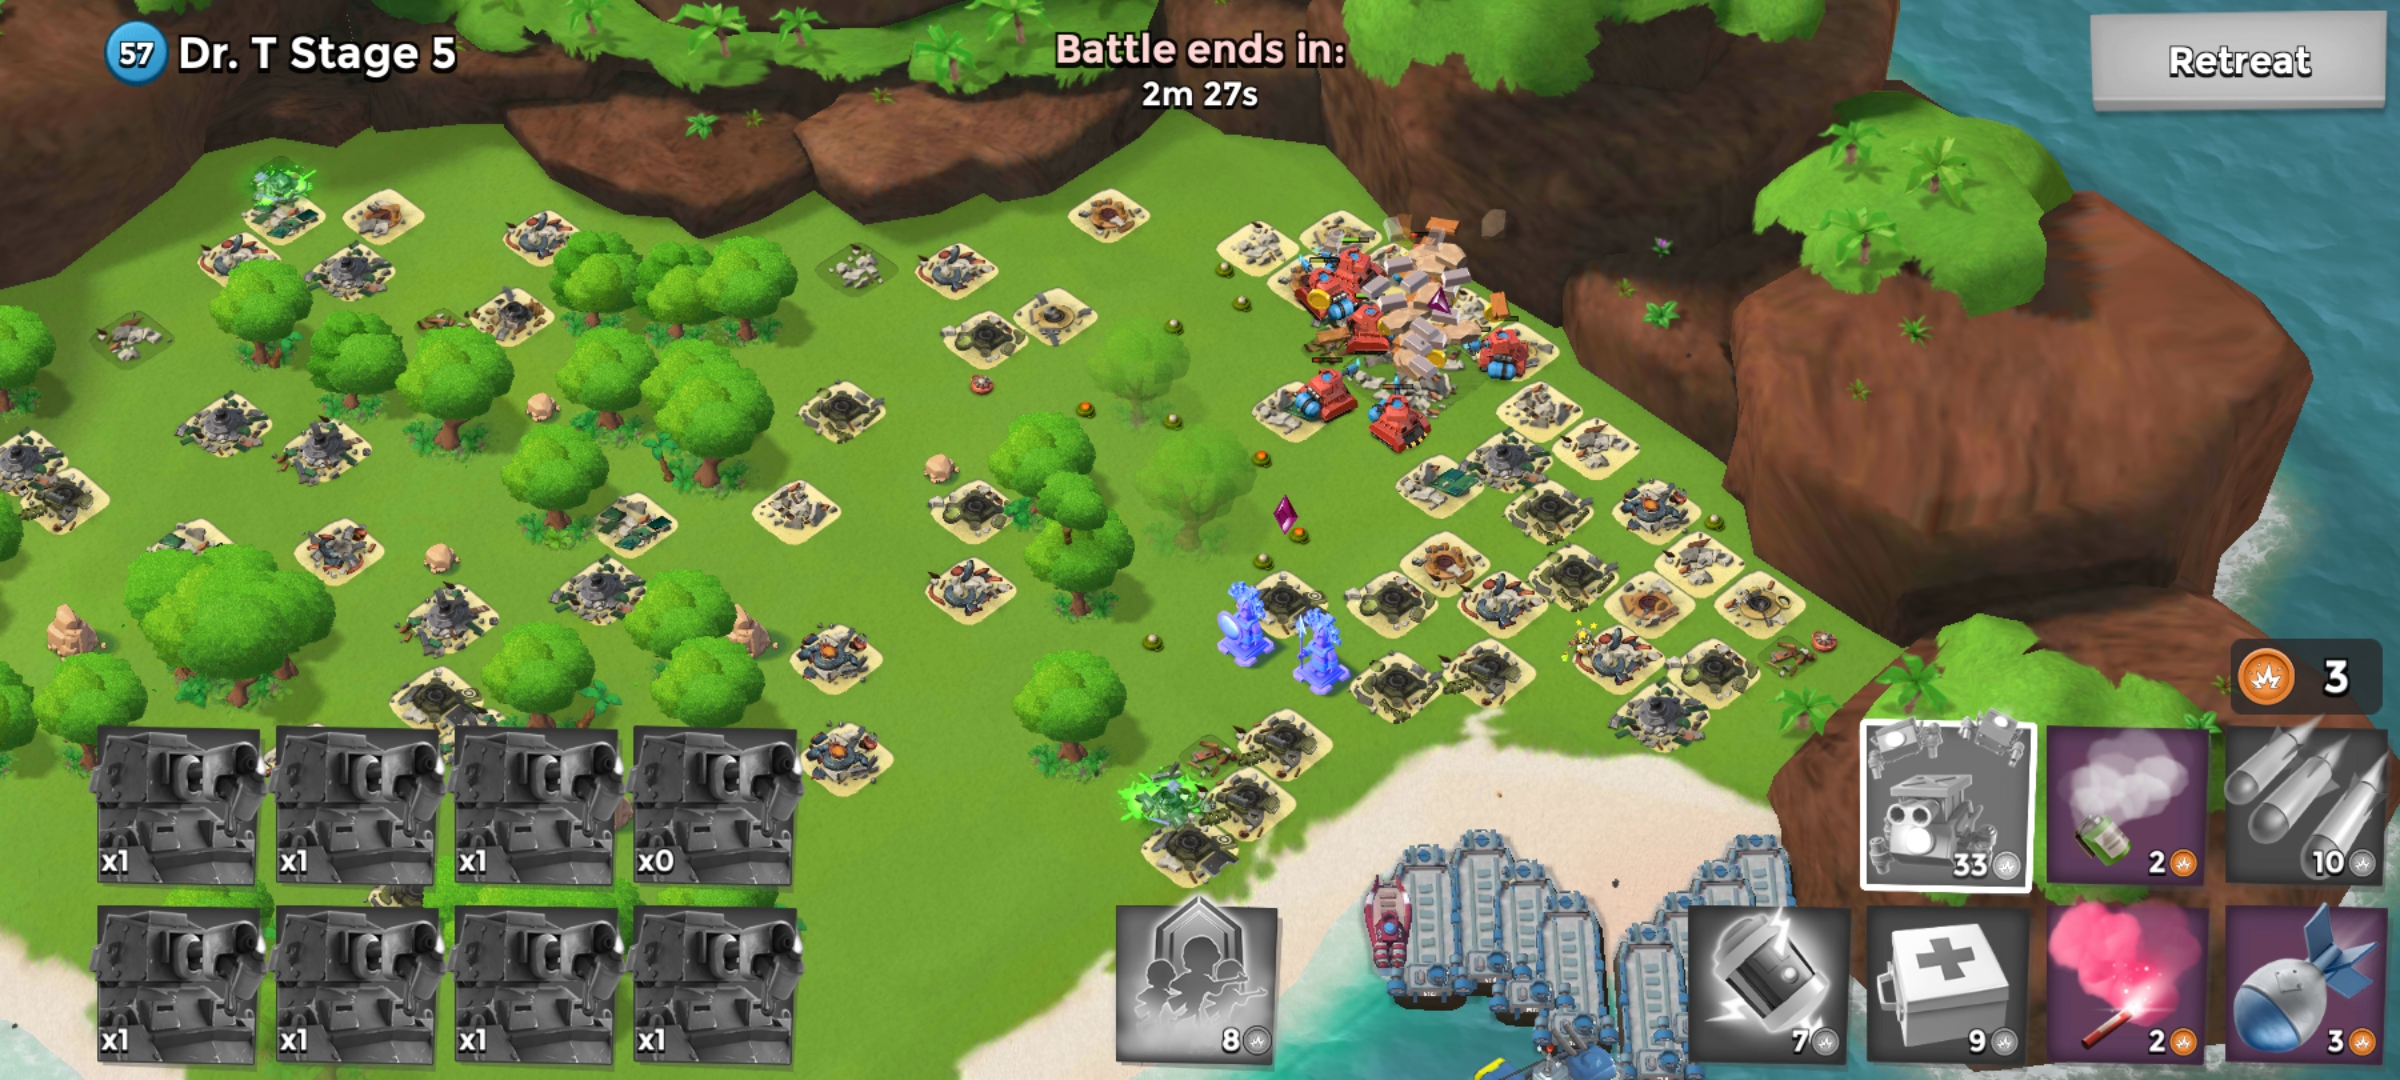 57 Dr. T Stage 5
Battle ends in:
2m 27s
Retreat
3
x1
x1
x1
x0
33
2
10
x1
x1
x1
x1
8
7
9
2
3